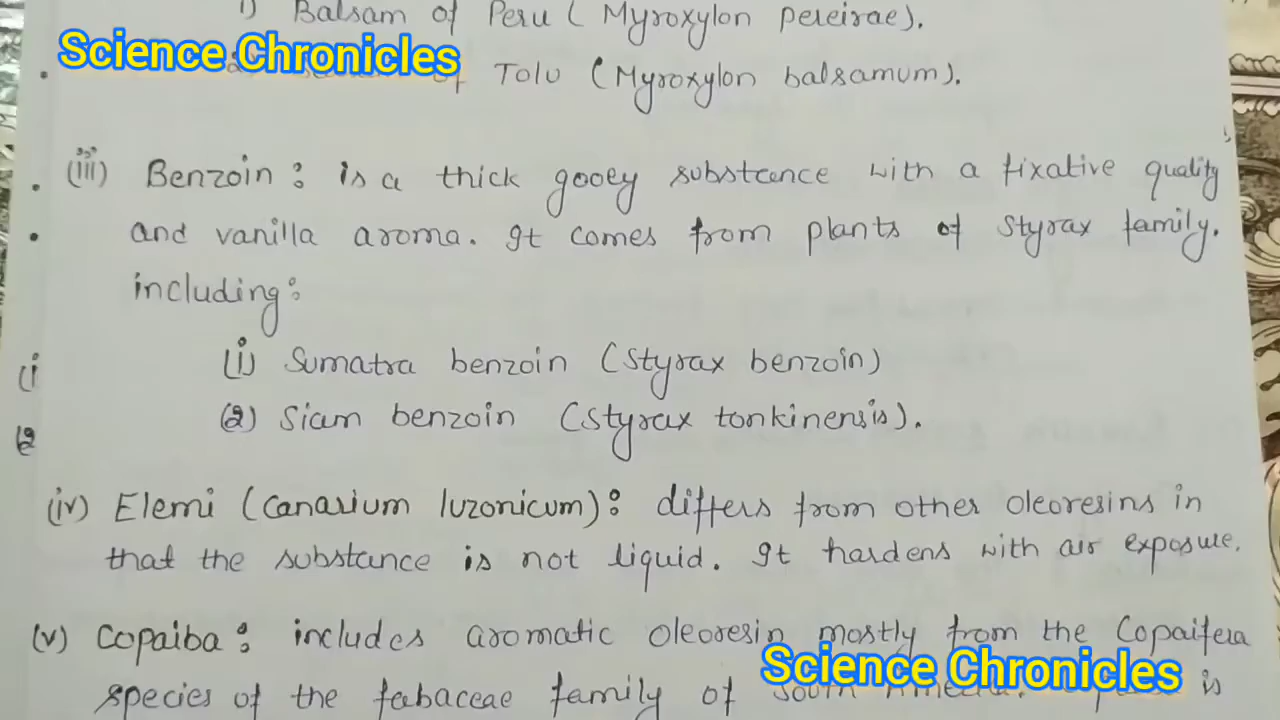 1) Balsam of Peru ( Myroxylon pereirae).
Science Chronicles
of Tolu (Myroxylon balsamum).
(iii) Benzoin : is a thick gooey substance with a fixative quality
and vanilla aroma. It comes from plants of Styrax family.
including :
(1) Sumatra benzoin (Styrax benzoin)
(2) Siam benzoin (Styrax tonkinensis).
(i
(2
(iv) Elemi (Canarium luzonicum) : differs from other oleoresins in
that the substance is not liquid. It hardens with air exposure.
(v) Copaiba : includes aromatic oleoresin mostly from the Copaifera
species of the fabaceae family of South is
Science Chronicles